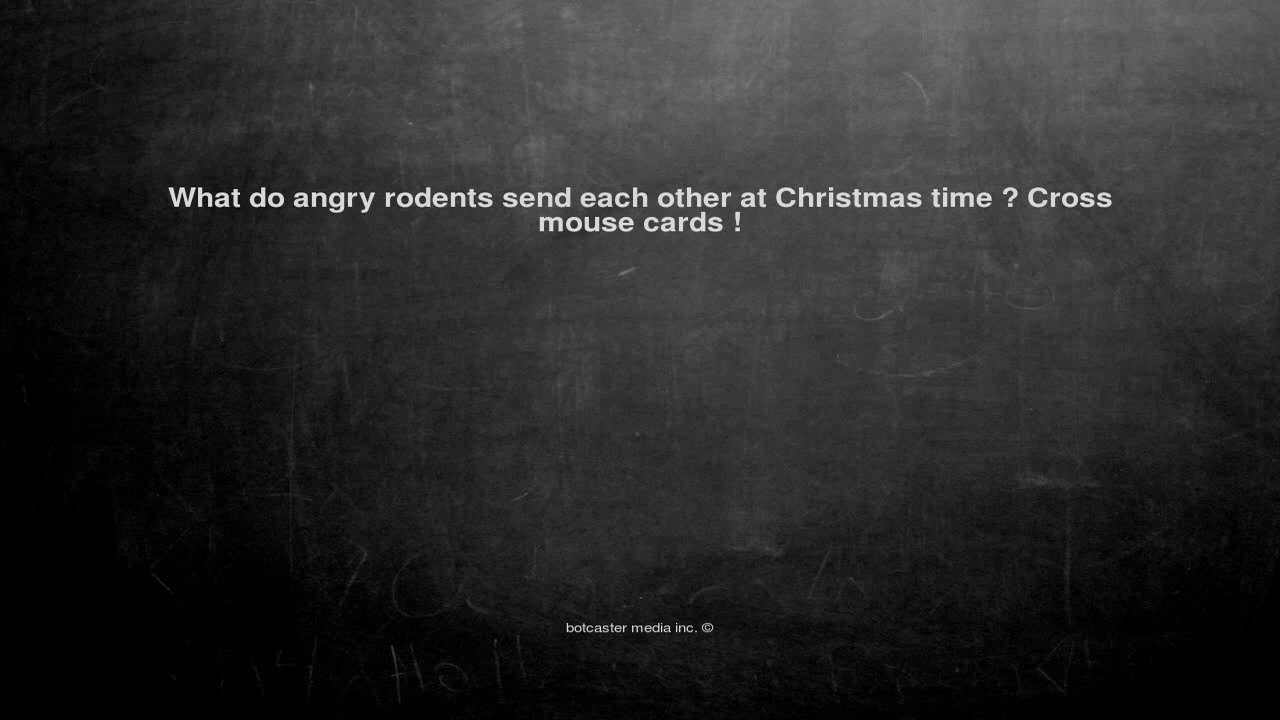 What do angry rodents send each other at Christmas time ? Cross
mouse cards !
botcaster media inc. ©